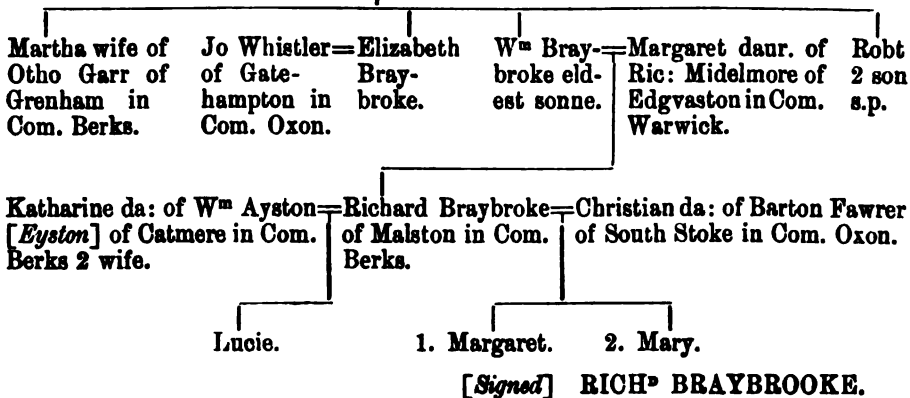 Martha wife of Otho Garr of Grenham in Com. Berks.
Jo Whistler=Elizabeth Bray-
of Gate- broke.
hampton in
Com. Oxon.
Wᵐ Bray-=Margaret daur. of
broke eld- Ric: Midelmore of
est sonne. Edgvaston in Com.
Warwick.
Robt
2 son
s.p.
Katharine da: of Wᵐ Ayston=Richard Braybroke=Christian da: of Barton Fawrer
[Eyston] of Catmere in Com. of Malston in Com. of South Stoke in Com. Oxon.
Berks 2 wife. Berks.
Lucie. 1. Margaret. 2. Mary.
[Signed] RICHᴰ BRAYBROOKE.